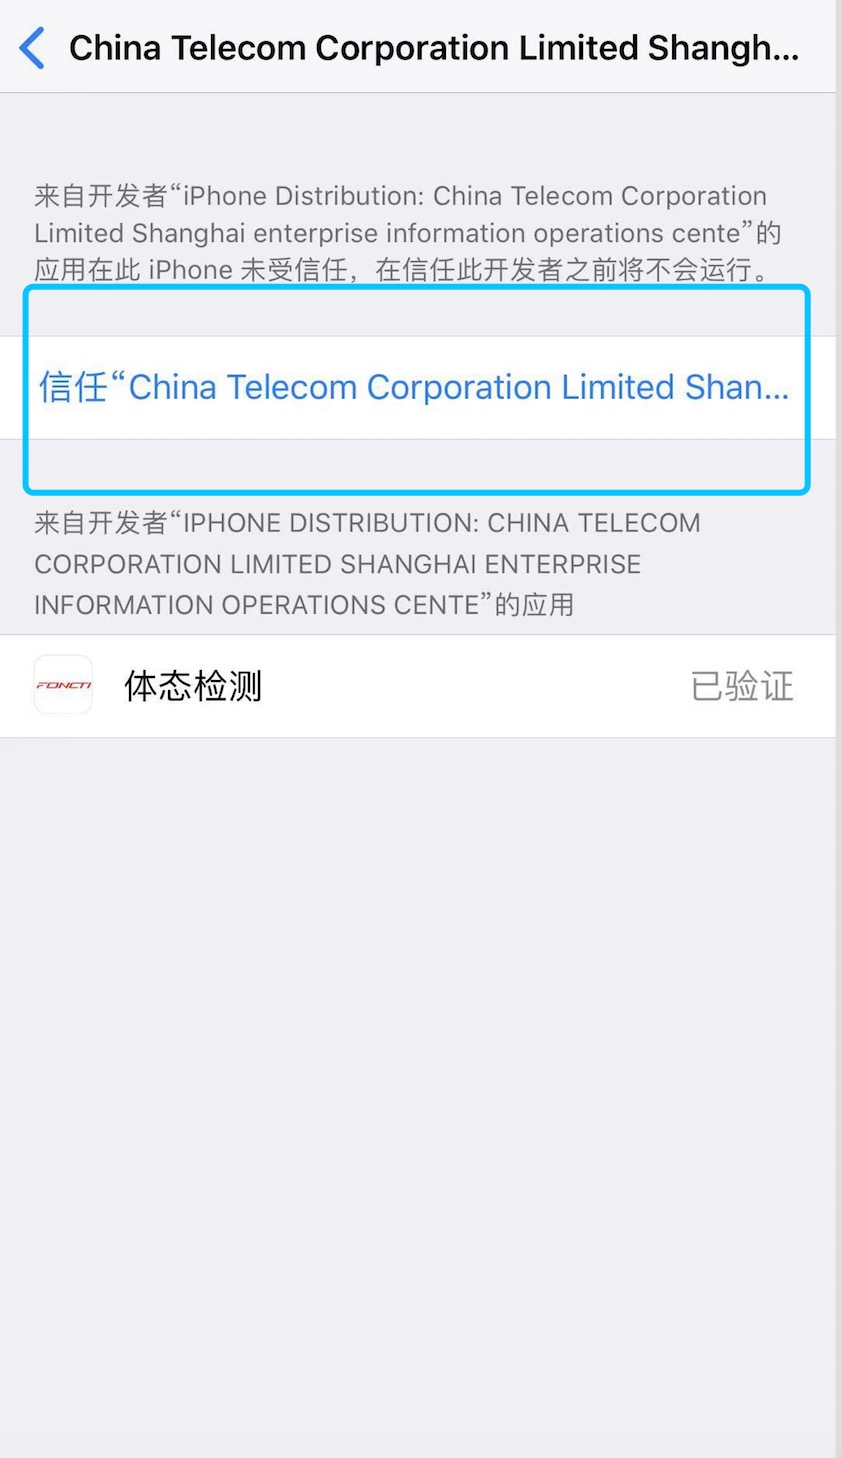 China Telecom Corporation Limited Shangh...
来自开发者“iPhone Distribution: China Telecom Corporation
Limited Shanghai enterprise information operations cente”的
应用在此 iPhone 未受信任，在信任此开发者之前将不会运行。
信任“China Telecom Corporation Limited Shan...
来自开发者“IPHONE DISTRIBUTION: CHINA TELECOM
CORPORATION LIMITED SHANGHAI ENTERPRISE
INFORMATION OPERATIONS CENTE”的应用
FONCTI 体态检测 已验证